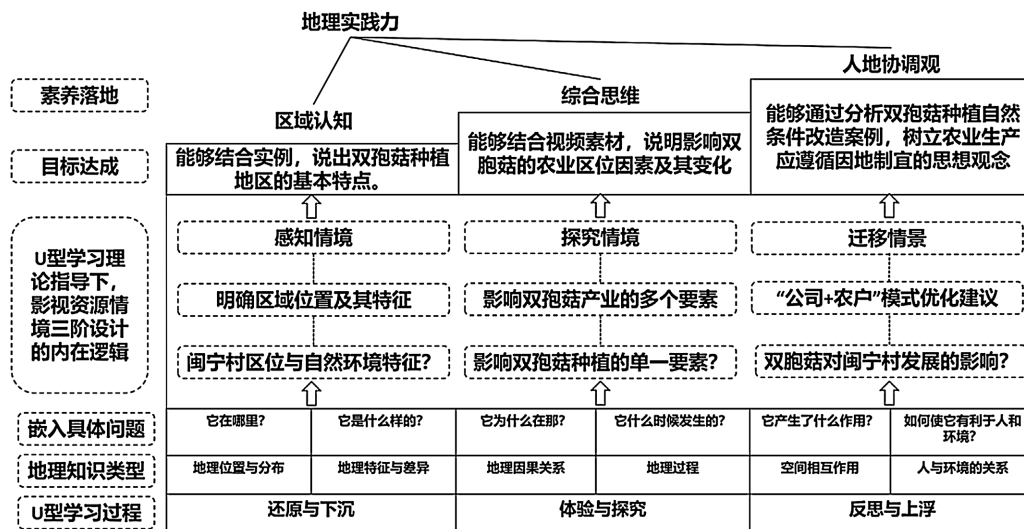 地理实践力
人地协调观
综合思维
区域认知
素养落地
目标达成
能够结合实例，说出双孢菇种植
地区的基本特点。
能够结合视频素材，说明影响双
胞菇的农业区位因素及其变化
能够通过分析双孢菇种植自然
条件改造案例，树立农业生产
应遵循因地制宜的思想观念
U型学习理
论指导下，
影视资源情
境三阶设计
的内在逻辑
感知情境
探究情境
迁移情景
明确区域位置及其特征
影响双孢菇产业的多个要素
“公司+农户”模式优化建议
闽宁村区位与自然环境特征？
影响双孢菇种植的单一要素？
双胞菇对闽宁村发展的影响？
嵌入具体问题
它在哪里？
它是什么样的？
它为什么在那？
它什么时候发生的？
它产生了什么作用？
如何使它有利于人和
环境？
地理知识类型
地理位置与分布
地理特征与差异
地理因果关系
地理过程
空间相互作用
人与环境的关系
U型学习过程
还原与下沉
体验与探究
反思与上浮